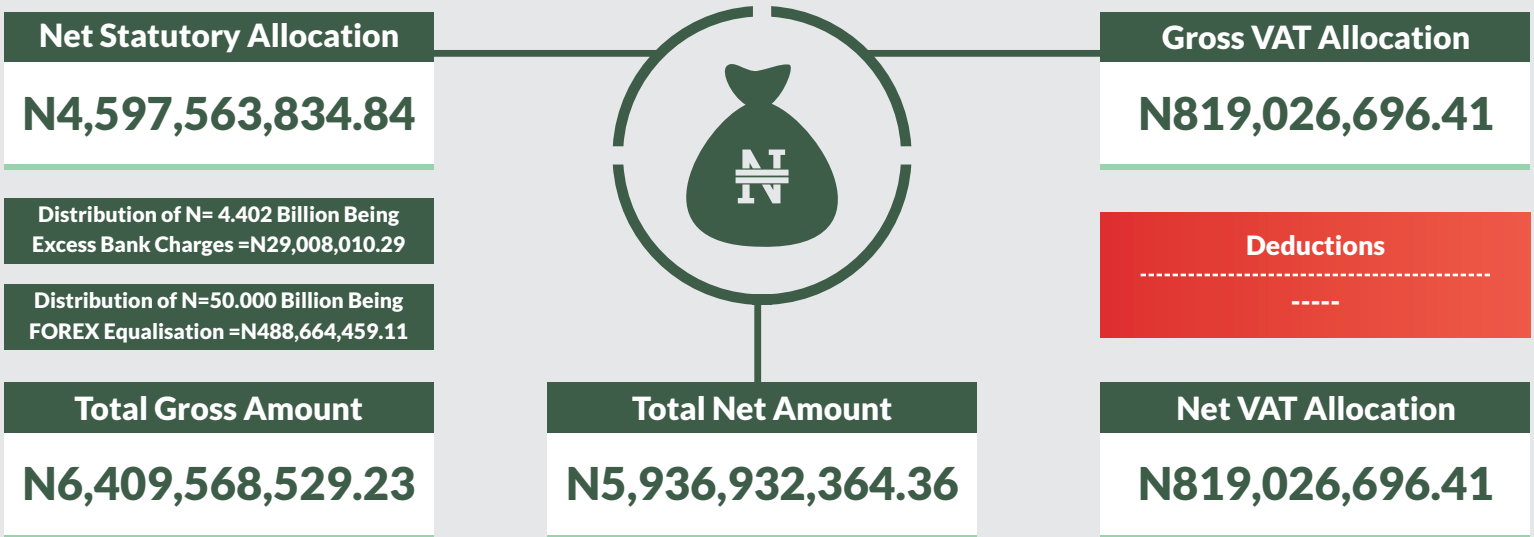 Net Statutory Allocation
N4,597,563,834.84
Distribution of N= 4.402 Billion Being
Excess Bank Charges =N29,008,010.29
Distribution of N=50.000 Billion Being
FOREX Equalisation =N488,664,459.11
Total Gross Amount
N6,409,568,529.23
₦
Total Net Amount
N5,936,932,364.36
Gross VAT Allocation
N819,026,696.41
Deductions
-----
Net VAT Allocation
N819,026,696.41